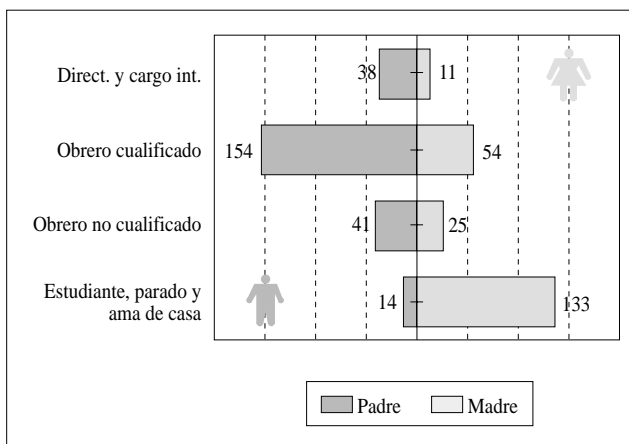 Direct. y cargo int.
38
11
Obrero cualificado
154
54
Obrero no cualificado
41
25
Estudiante, parado y
ama de casa
14
133
Padre
Madre